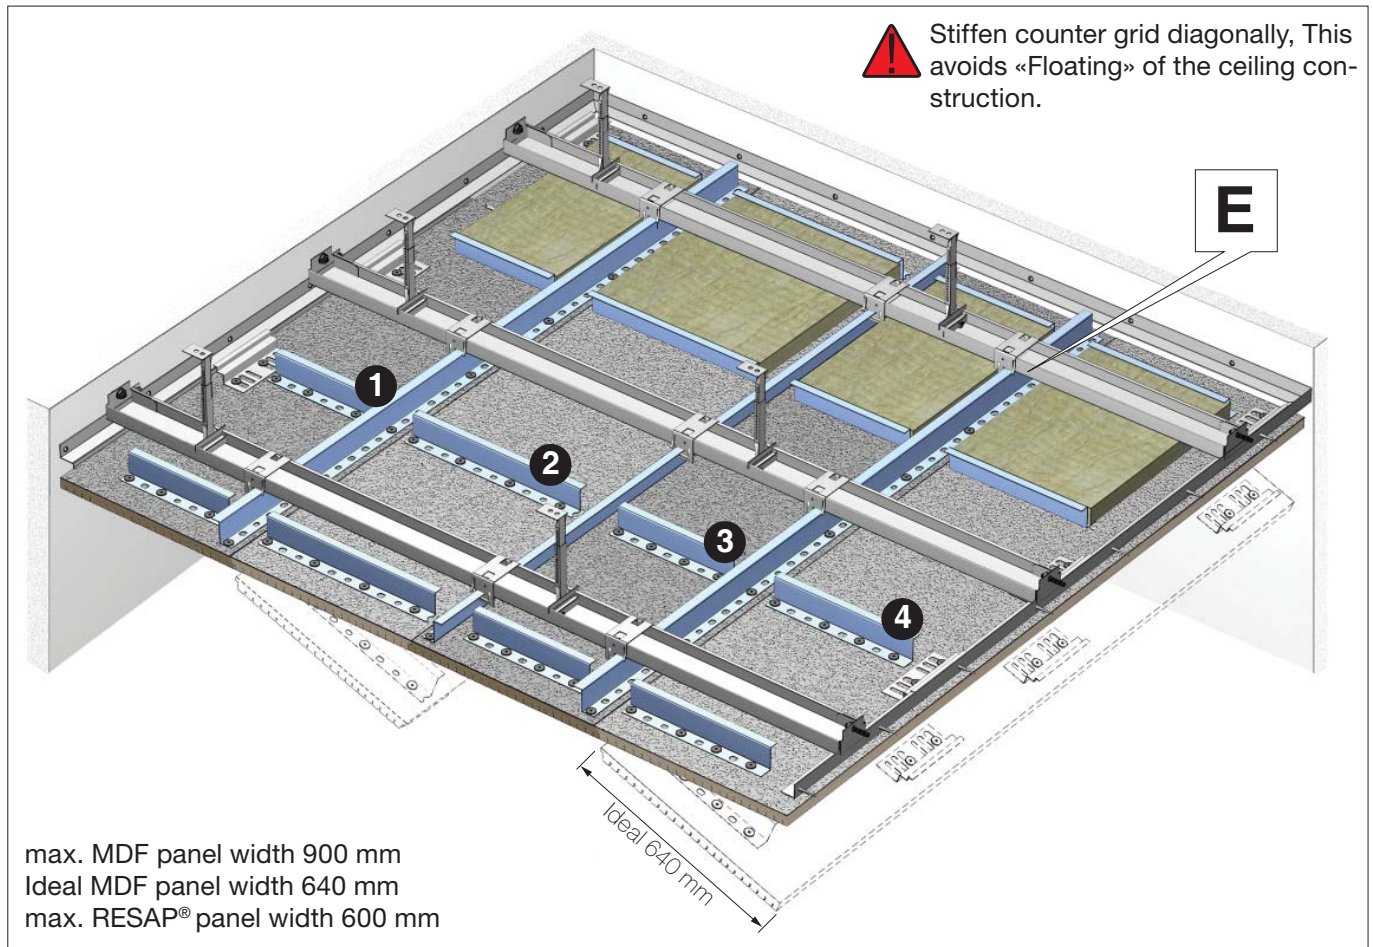 Stiffen counter grid diagonally, This
avoids «Floating» of the ceiling con-
struction.
E
1
2
3
4
Ideal 640 mm
max. MDF panel width 900 mm
Ideal MDF panel width 640 mm
max. RESAP® panel width 600 mm